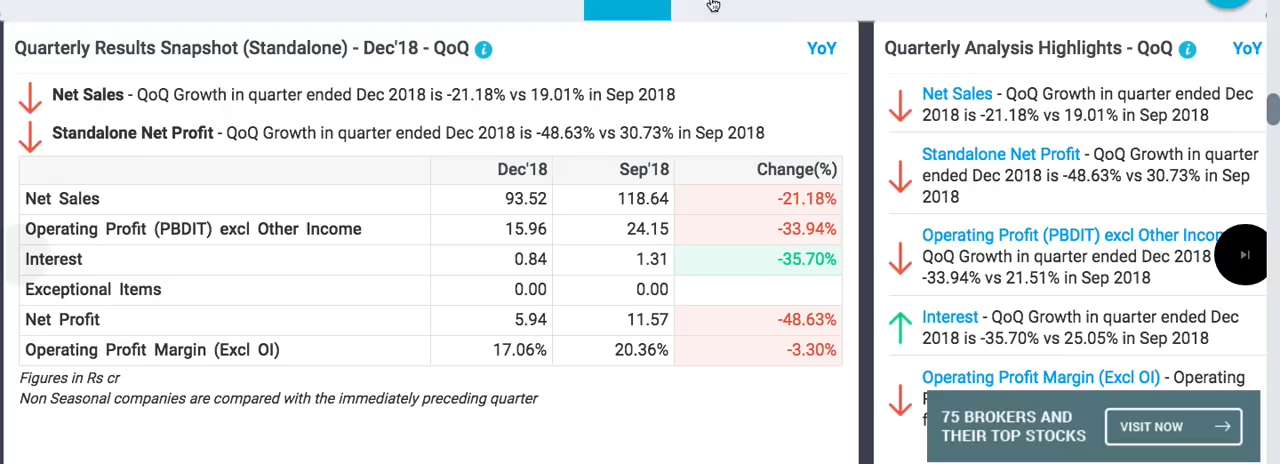 Quarterly Results Snapshot (Standalone) - Dec'18 - QoQ i YoY
Net Sales - QoQ Growth in quarter ended Dec 2018 is -21.18% vs 19.01% in Sep 2018
Standalone Net Profit - QoQ Growth in quarter ended Dec 2018 is -48.63% vs 30.73% in Sep 2018
Dec'18 Sep'18 Change(%)
Net Sales 93.52 118.64 -21.18%
Operating Profit (PBDIT) excl Other Income 15.96 24.15 -33.94%
Interest 0.84 1.31 -35.70%
Exceptional Items 0.00 0.00
Net Profit 5.94 11.57 -48.63%
Operating Profit Margin (Excl OI) 17.06% 20.36% -3.30%
Figures in Rs cr
Non Seasonal companies are compared with the immediately preceding quarter
Quarterly Analysis Highlights - QoQ i YoY
Net Sales - QoQ Growth in quarter ended Dec
2018 is -21.18% vs 19.01% in Sep 2018
Standalone Net Profit - QoQ Growth in quarter
ended Dec 2018 is -48.63% vs 30.73% in Sep
2018
Operating Profit (PBDIT) excl Other
QoQ Growth in quarter ended Dec 2018
-33.94% vs 21.51% in Sep 2018
Interest - QoQ Growth in quarter ended Dec
2018 is -35.70% vs 25.05% in Sep 2018
Operating Profit Margin (Excl OI) - Operating
75 BROKERS AND
THEIR TOP STOCKS
VISIT NOW